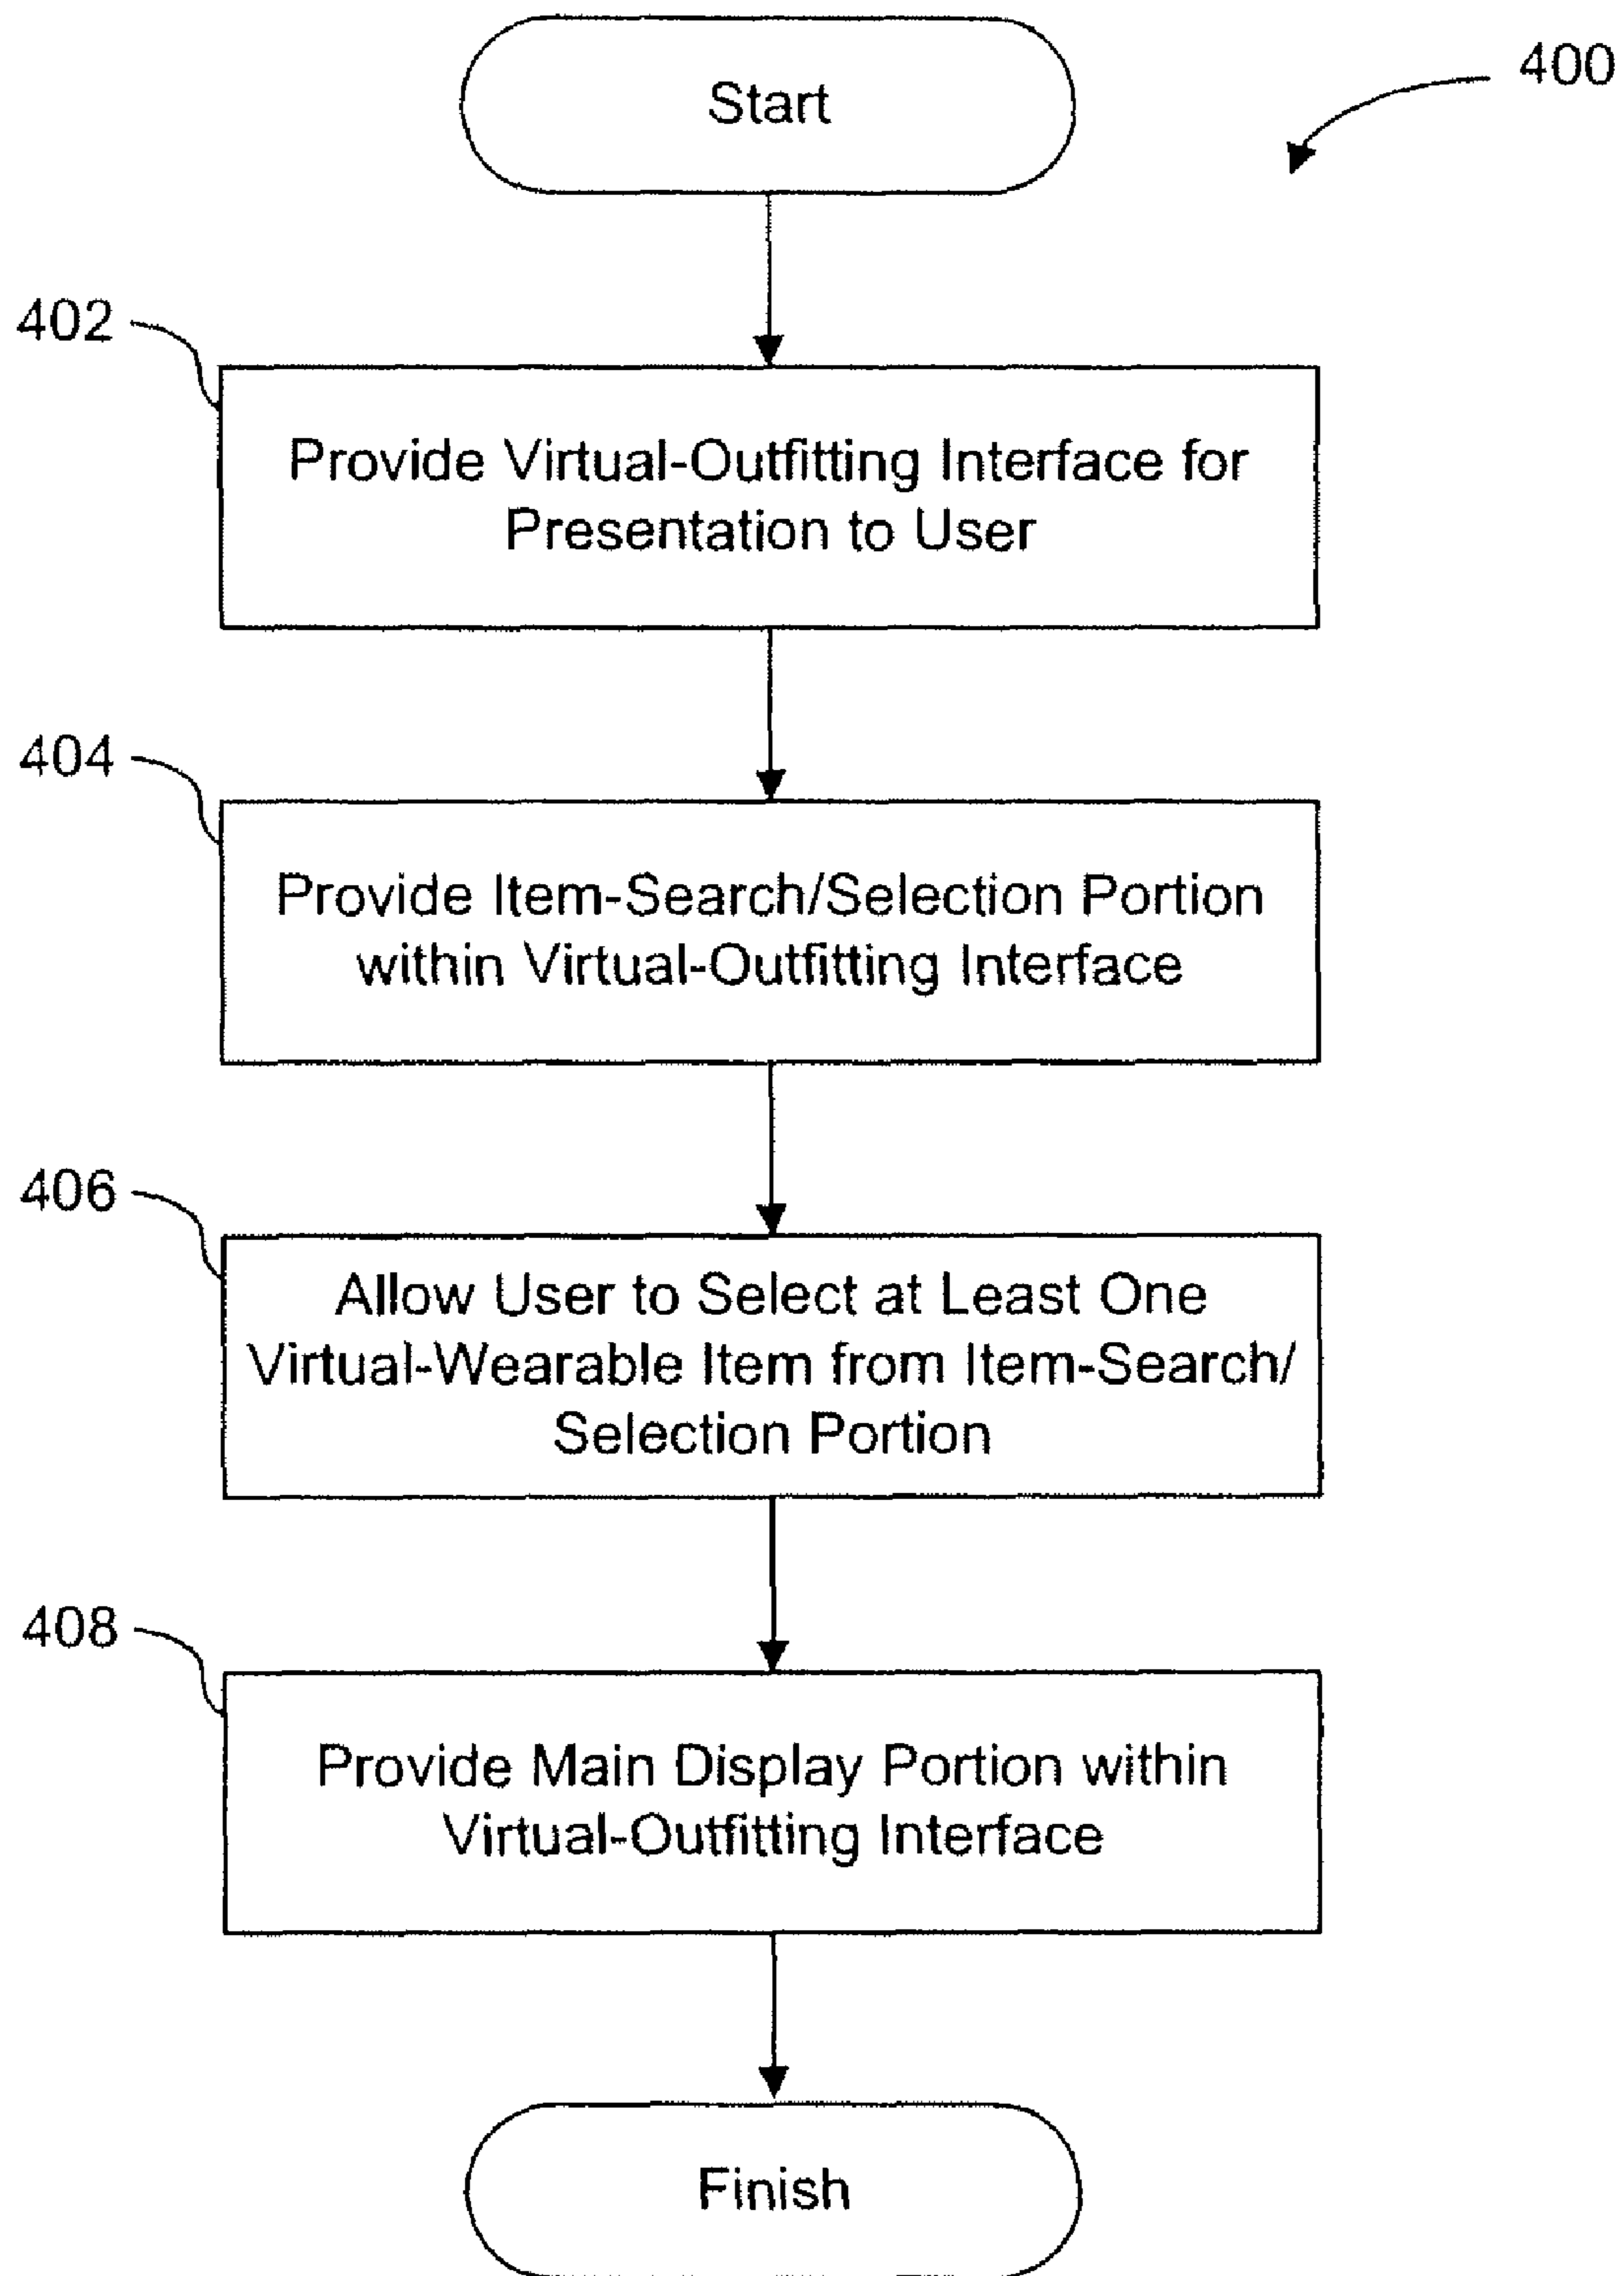 Start
400
402
Provide Virtual-Outfitting Interface for
Presentation to User
404
Provide Item-Search/Selection Portion
within Virtual-Outfitting Interface
406
Allow User to Select at Least One
Virtual-Wearable Item from Item-Search/
Selection Portion
408
Provide Main Display Portion within
Virtual-Outfitting Interface
Finish